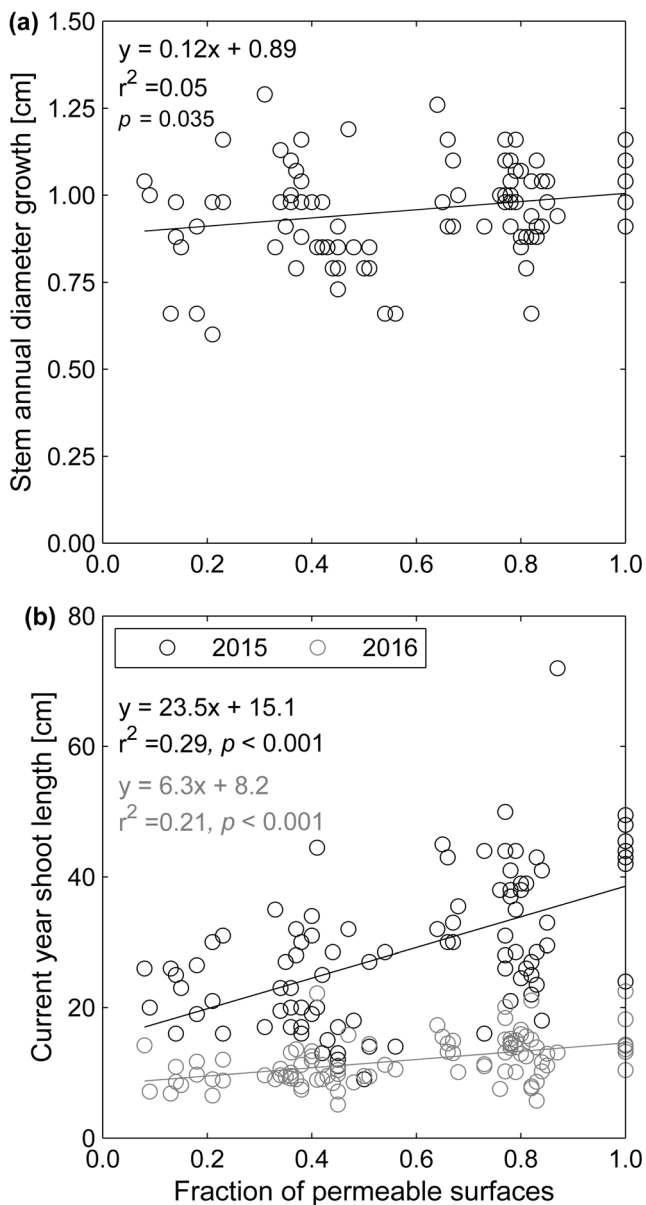 (a)
1.50
1.25
1.00
0.75
0.50
0.25
0.00
Stem annual diameter growth [cm]
y = 0.12x + 0.89
r² =0.05
p = 0.035
0.0 0.2 0.4 0.6 0.8 1.0
(b)
80
60
40
20
0
Current year shoot length [cm]
2015 2016
y = 23.5x + 15.1
r² =0.29, p < 0.001
y = 6.3x + 8.2
r² =0.21, p < 0.001
0.0 0.2 0.4 0.6 0.8 1.0
Fraction of permeable surfaces